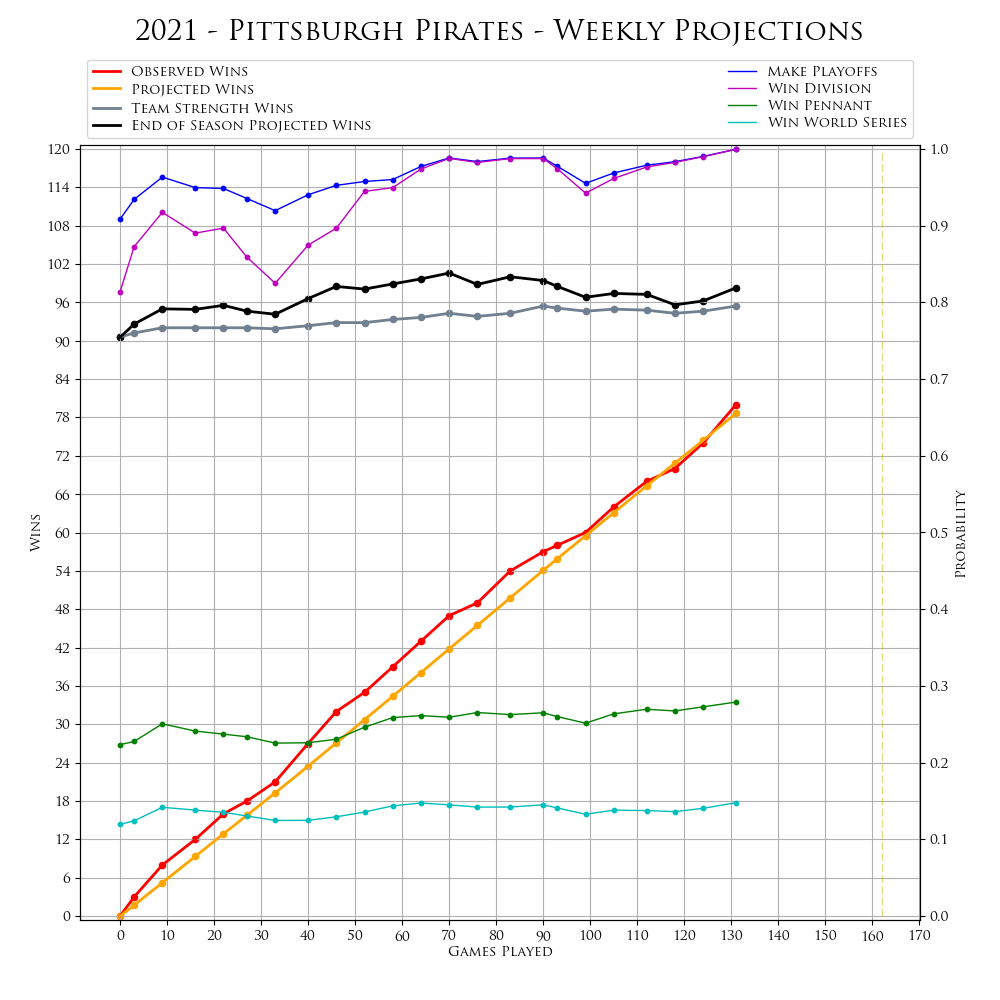 2021 - Pittsburgh Pirates - Weekly Projections
Observed Wins
Projected Wins
Team Strength Wins
End of Season Projected Wins
Make Playoffs
Win Division
Win Pennant
Win World Series
120
114
108
102
96
90
84
78
72
66
60
54
48
42
36
30
24
18
12
6
0
Wins
1.0
0.9
0.8
0.7
0.6
0.5
0.4
0.3
0.2
0.1
0.0
Probability
0 10 20 30 40 50 60 70 80 90 100 110 120 130 140 150 160 170
Games Played